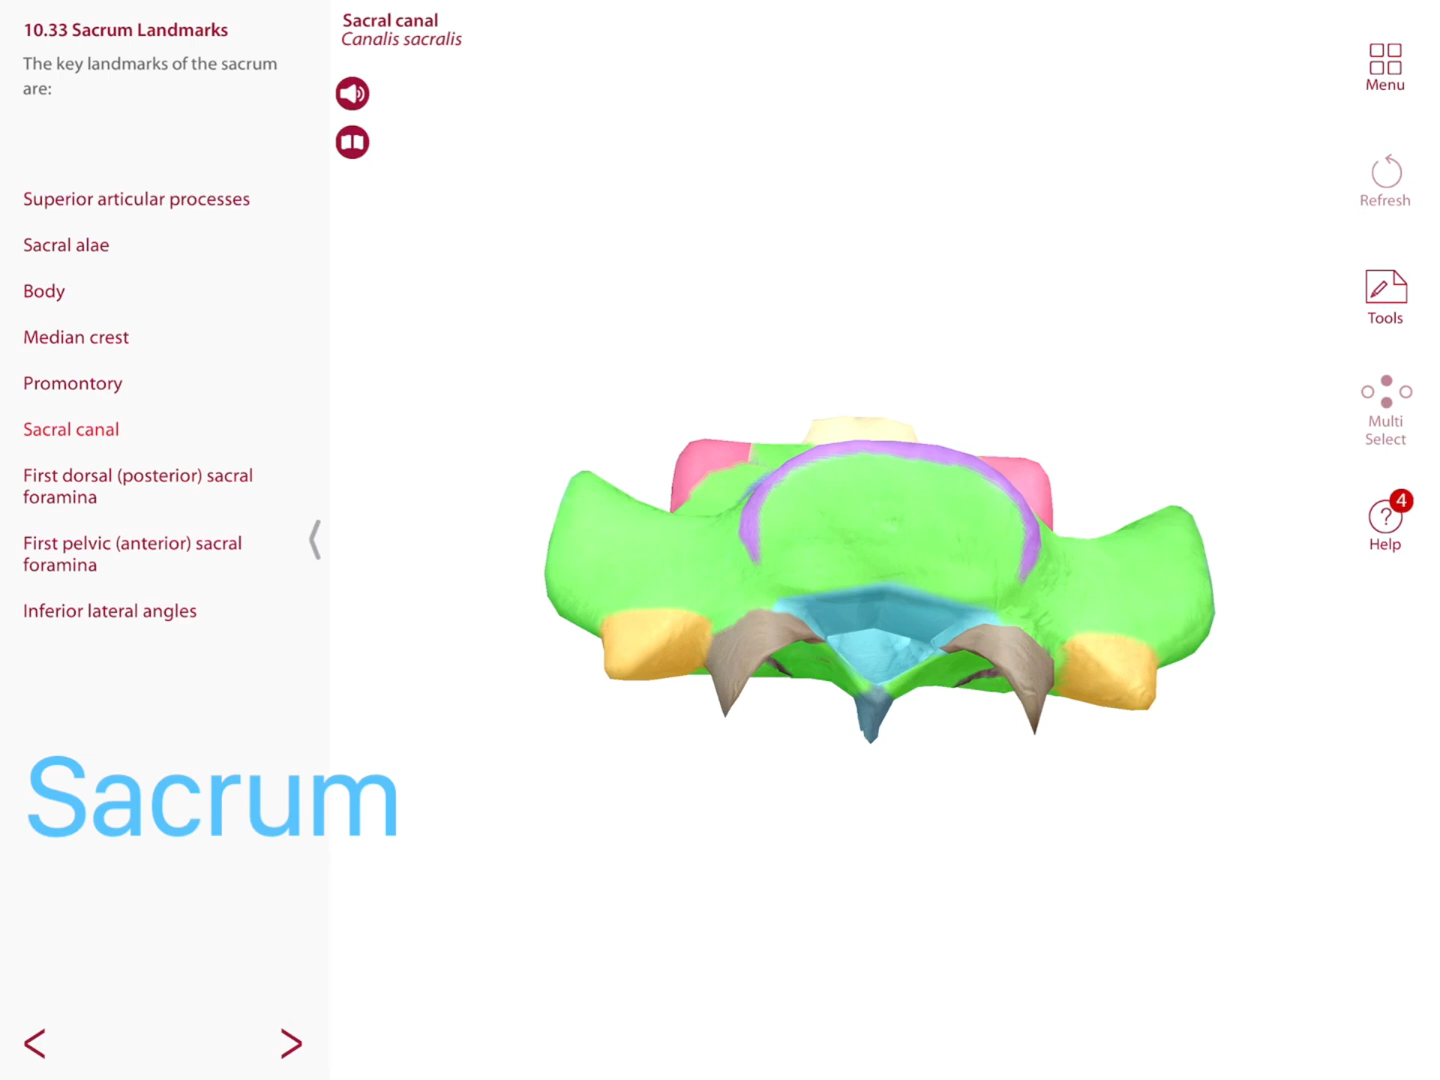 10.33 Sacrum Landmarks
The key landmarks of the sacrum
are:
Superior articular processes
Sacral alae
Body
Median crest
Promontory
Sacral canal
First dorsal (posterior) sacral
foramina
First pelvic (anterior) sacral
foramina
Inferior lateral angles
Sacrum
Sacral canal
Canalis sacralis
Menu
Refresh
Tools
Multi
Select
4
Help